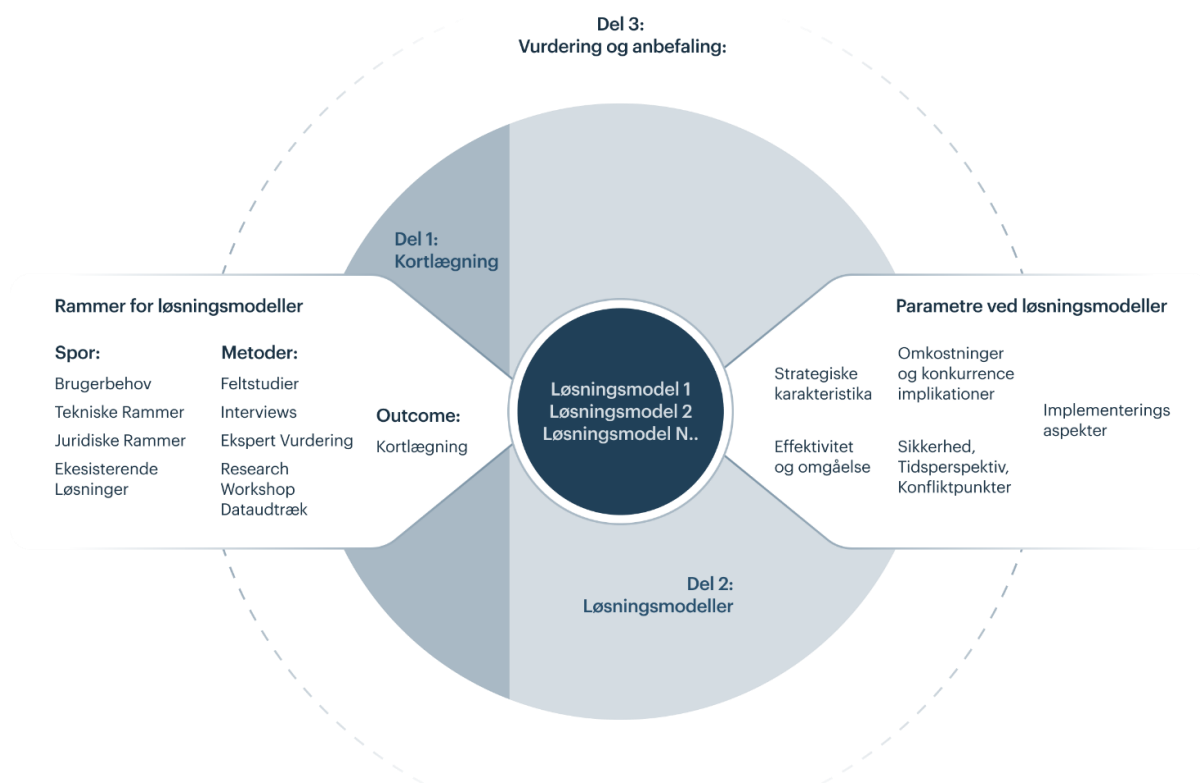 Del 3:
Vurdering og anbefaling:
Del 1:
Kortlægning
Rammer for løsningsmodeller
Spor:
Brugerbehov
Tekniske Rammer
Juridiske Rammer
Ekesisterende
Løsninger
Metoder:
Feltstudier
Interviews
Ekspert Vurdering
Research
Workshop
Dataudtræk
Outcome:
Kortlægning
Løsningsmodel 1
Løsningsmodel 2
Løsningsmodel N..
Parametre ved løsningsmodeller
Strategiske
karakteristika
Effektivitet
og omgåelse
Omkostninger
og konkurrence
implikationer
Sikkerhed,
Tidsperspektiv,
Konfliktpunkter
Implementerings
aspekter
Del 2:
Løsningsmodeller